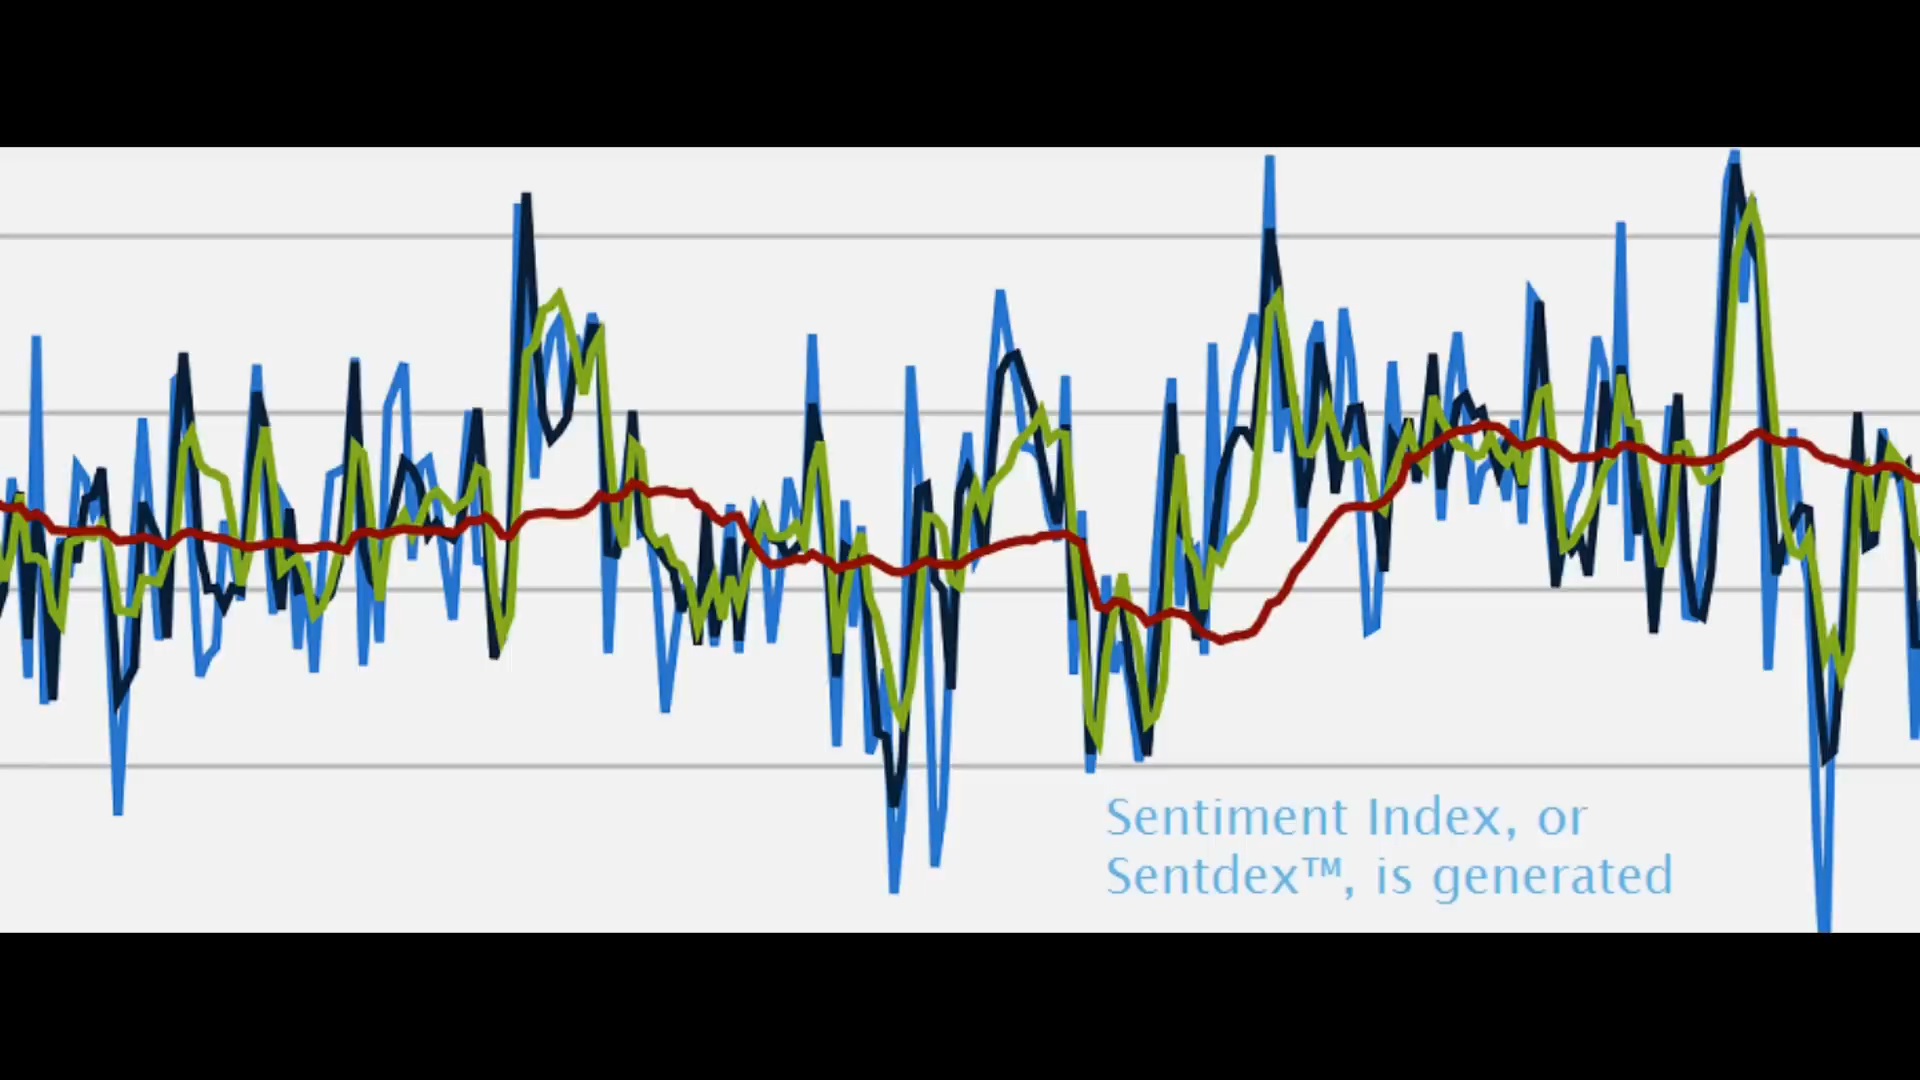 Sentiment Index, or
Sentdex™, is generated